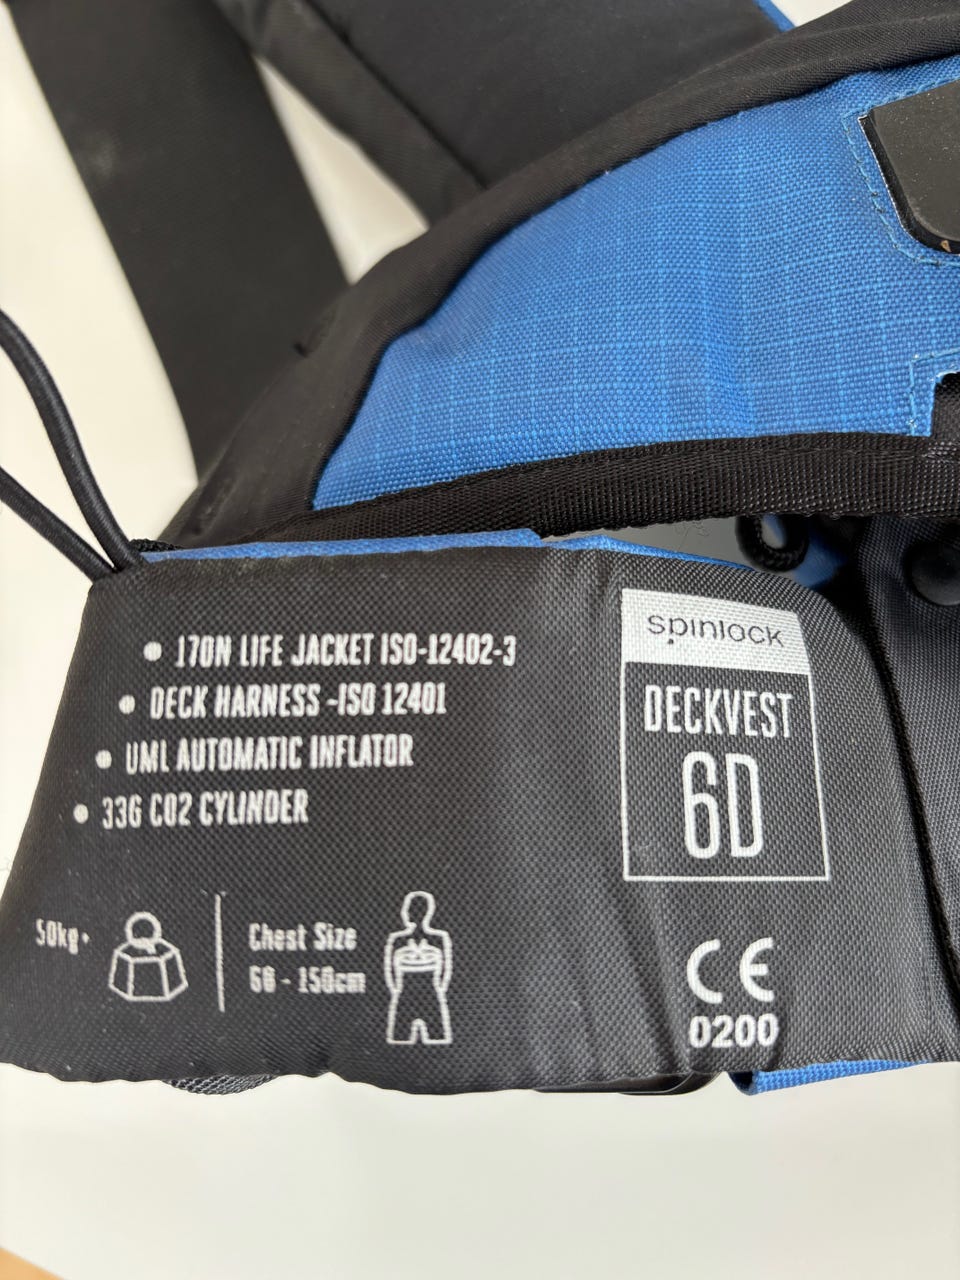 • 170N LIFE JACKET ISO-12402-3
• DECK HARNESS -ISO 12401
• UML AUTOMATIC INFLATOR
• 33G CO2 CYLINDER
spinlock
DECKVEST
6D
50kg+
Chest Size
66 - 150cm
CE
0200